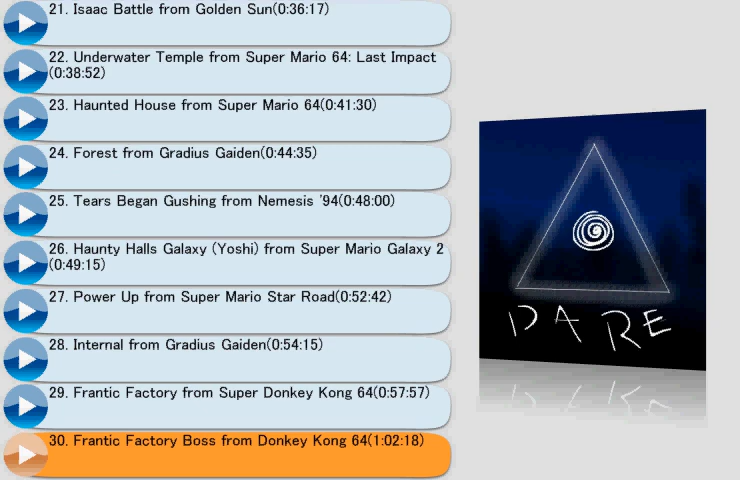 21. Isaac Battle from Golden Sun(0:36:17)
22. Underwater Temple from Super Mario 64: Last Impact
(0:38:52)
23. Haunted House from Super Mario 64(0:41:30)
24. Forest from Gradius Gaiden(0:44:35)
25. Tears Began Gushing from Nemesis '94(0:48:00)
26. Haunty Halls Galaxy (Yoshi) from Super Mario Galaxy 2
(0:49:15)
27. Power Up from Super Mario Star Road(0:52:42)
28. Internal from Gradius Gaiden(0:54:15)
29. Frantic Factory from Super Donkey Kong 64(0:57:57)
30. Frantic Factory Boss from Donkey Kong 64(1:02:18)
DARE